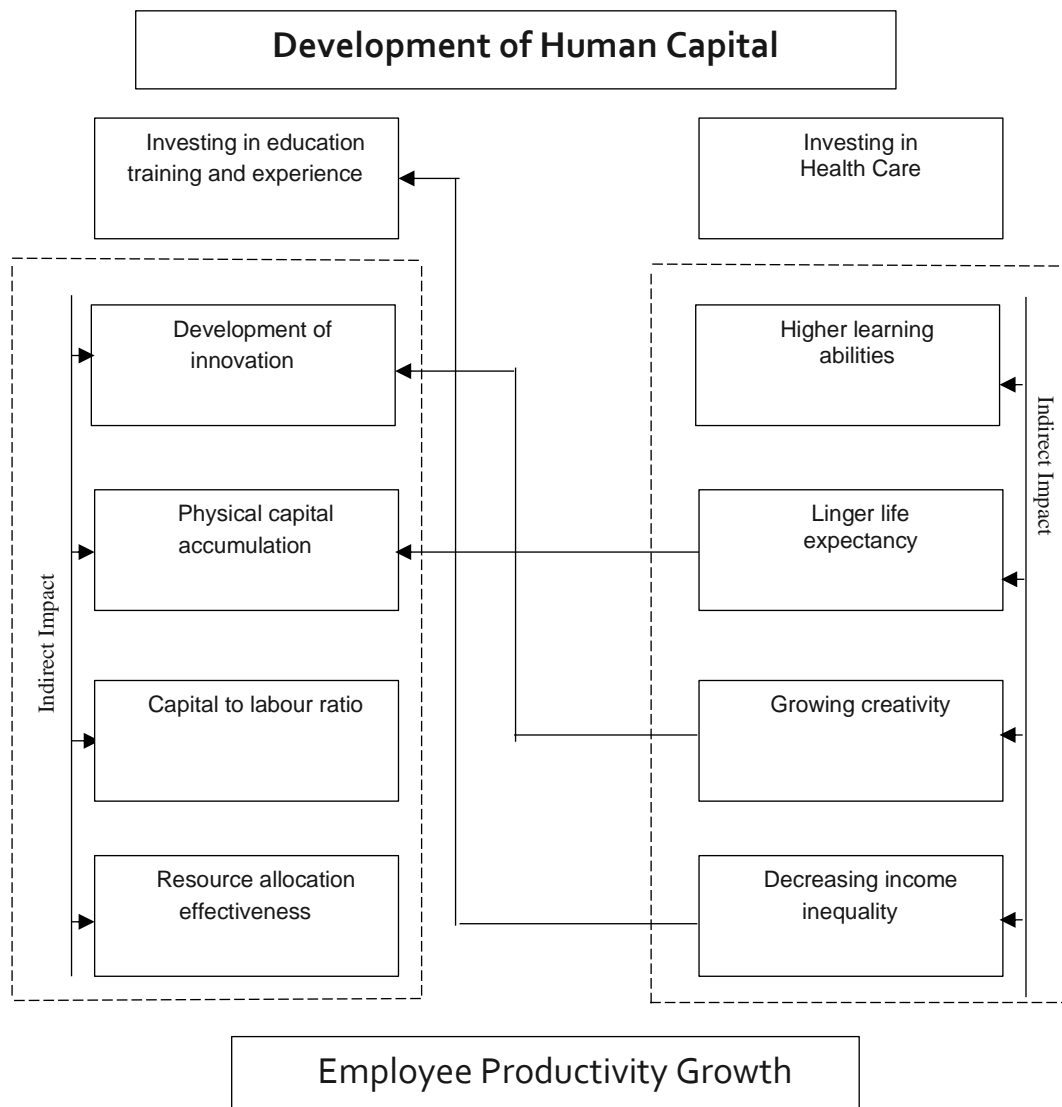 Development of Human Capital
Investing in education
training and experience
Investing in
Health Care
Development of
innovation
Higher learning
abilities
Physical capital
accumulation
Linger life
expectancy
Indirect Impact
Indirect Impact
Capital to labour ratio
Growing creativity
Resource allocation
effectiveness
Decreasing income
inequality
Employee Productivity Growth